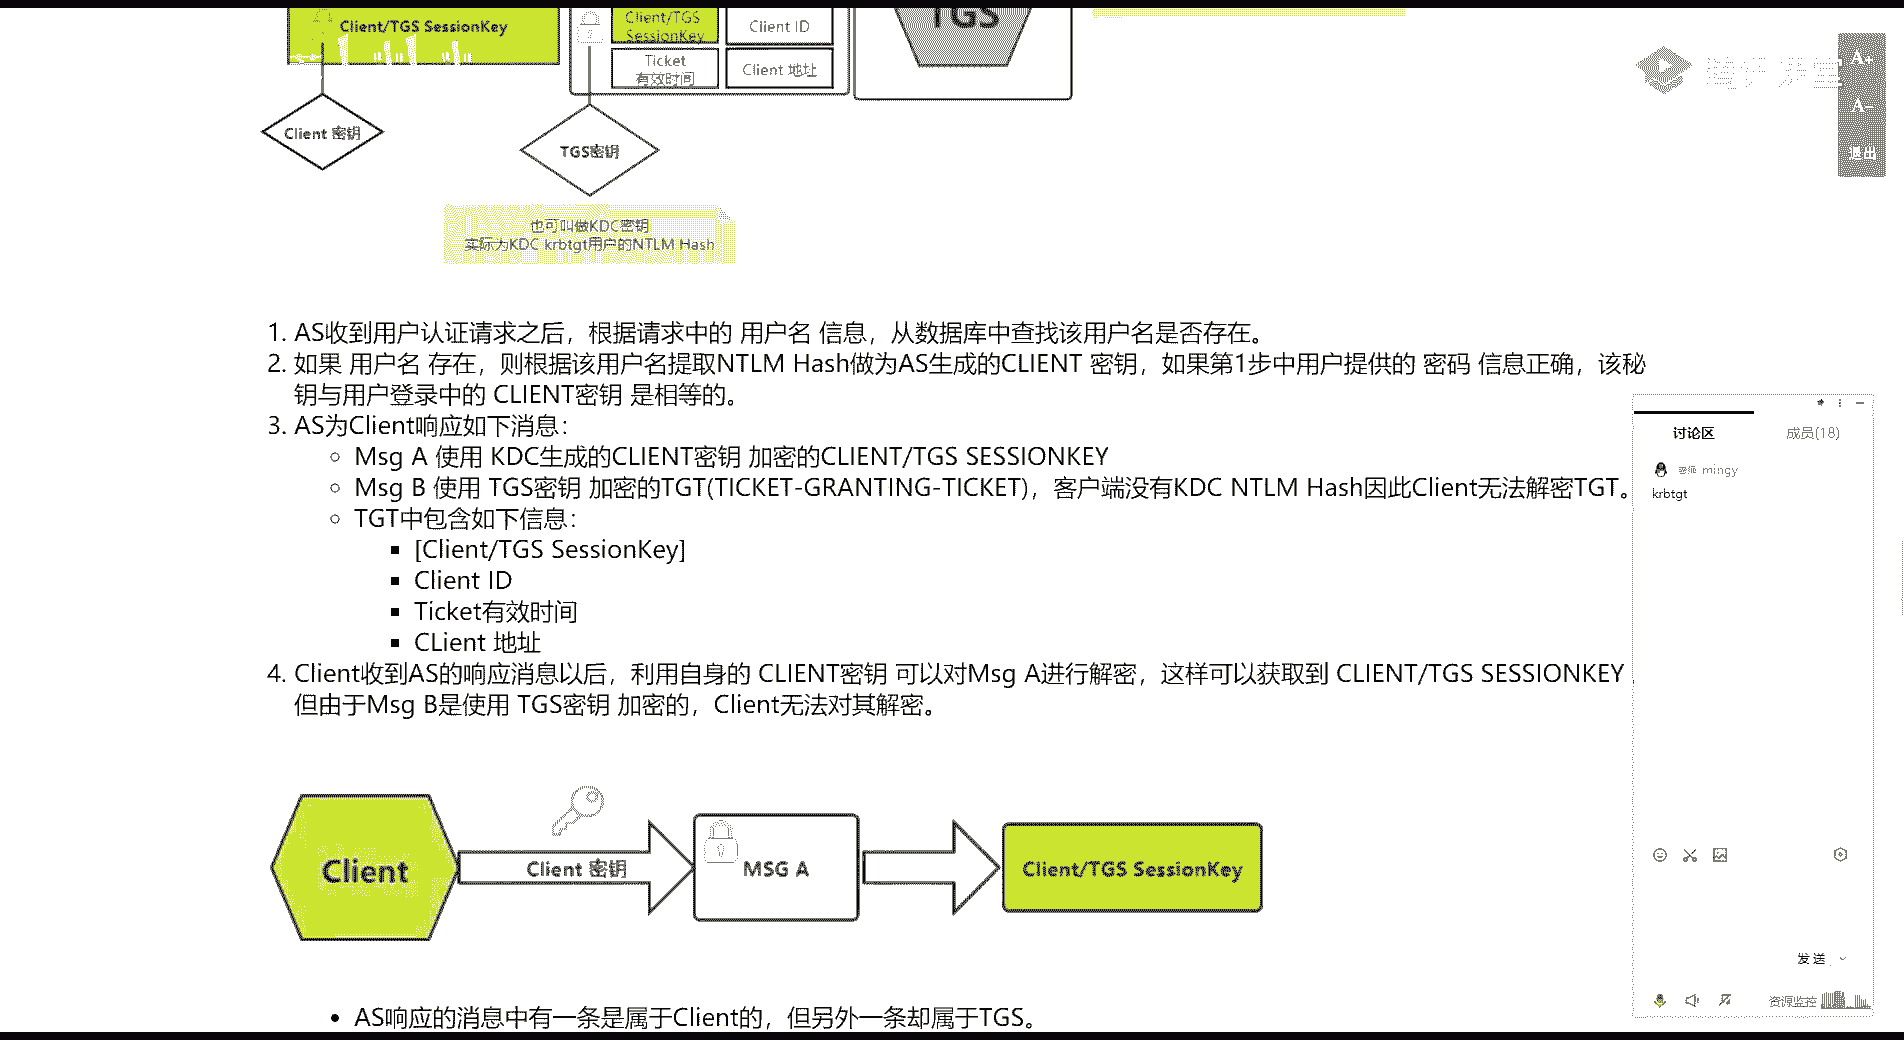 Client/TGS SessionKey
Client/TGS
SessionKey
Client ID
TGS
Ticket
有效时间
Client 地址
Client 密钥
TGS密钥
也可叫做KDC密钥
实际为KDC krbtgt用户的NTLM Hash
A+
A-
退出
1. AS收到用户认证请求之后，根据请求中的 用户名 信息，从数据库中查找该用户名是否存在。
2. 如果 用户名 存在，则根据该用户名提取NTLM Hash做为AS生成的CLIENT 密钥，如果第1步中用户提供的 密码 信息正确，该秘
钥与用户登录中的 CLIENT密钥 是相等的。
3. AS为Client响应如下消息：
Msg A 使用 KDC生成的CLIENT密钥 加密的CLIENT/TGS SESSIONKEY
Msg B 使用 TGS密钥 加密的TGT(TICKET-GRANTING-TICKET)，客户端没有KDC NTLM Hash因此Client无法解密TGT。
TGT中包含如下信息：
[Client/TGS SessionKey]
Client ID
Ticket有效时间
CLient 地址
4. Client收到AS的响应消息以后，利用自身的 CLIENT密钥 可以对Msg A进行解密，这样可以获取到 CLIENT/TGS SESSIONKEY
但由于Msg B是使用 TGS密钥 加密的，Client无法对其解密。
Client
Client 密钥
MSG A
Client/TGS SessionKey
AS响应的消息中有一条是属于Client的，但另外一条却属于TGS。
讨论区
成员(18)
mingy
krbtgt
发送
资源监控